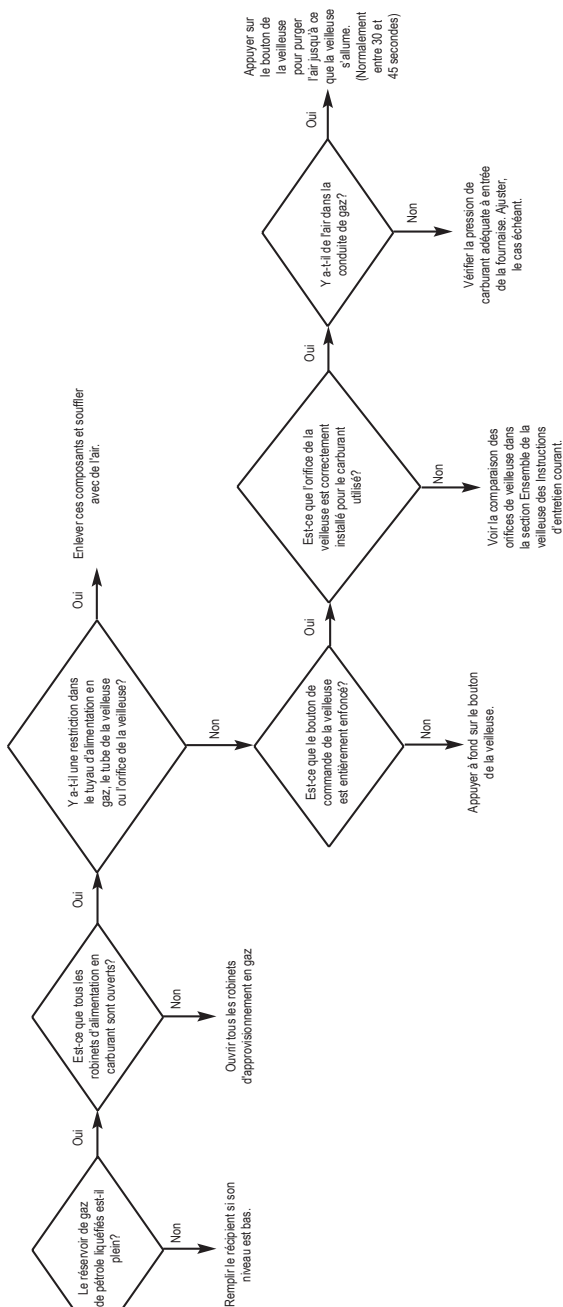 Le réservoir de gaz
de pétrole liquéfiés est-il
plein?
Non
Remplir le récipient si son
niveau est bas.
Oui
Est-ce que tous les
robinets d'alimentation en
carburant sont ouverts?
Non
Ouvrir tous les robinets
d'approvisionnement en gaz
Oui
Y a-t-il une restriction dans
le tuyau d'alimentation en
gaz, le tube de la veilleuse
ou l'orifice de la veilleuse?
Oui
Enlever ces composants et souffler
avec de l'air.
Non
Est-ce que le bouton de
commande de la veilleuse
est entièrement enfoncé?
Non
Appuyer à fond sur le bouton
de la veilleuse.
Oui
Est-ce que l'orifice de la
veilleuse est correctement
installé pour le carburant
utilisé?
Non
Voir la comparaison des
orifices de veilleuse dans
la section Ensemble de la
veilleuse des Instructions
d'entretien courant.
Oui
Y a-t-il de l'air dans la
conduite de gaz?
Non
Vérifier la pression de
carburant adéquate à entrée
de la fournaise. Ajuster,
le cas échéant.
Oui
Appuyer sur
le bouton de
la veilleuse
pour purger
l'air jusqu'à ce
que la veilleuse
s'allume.
(Normalement
entre 30 et
45 secondes)